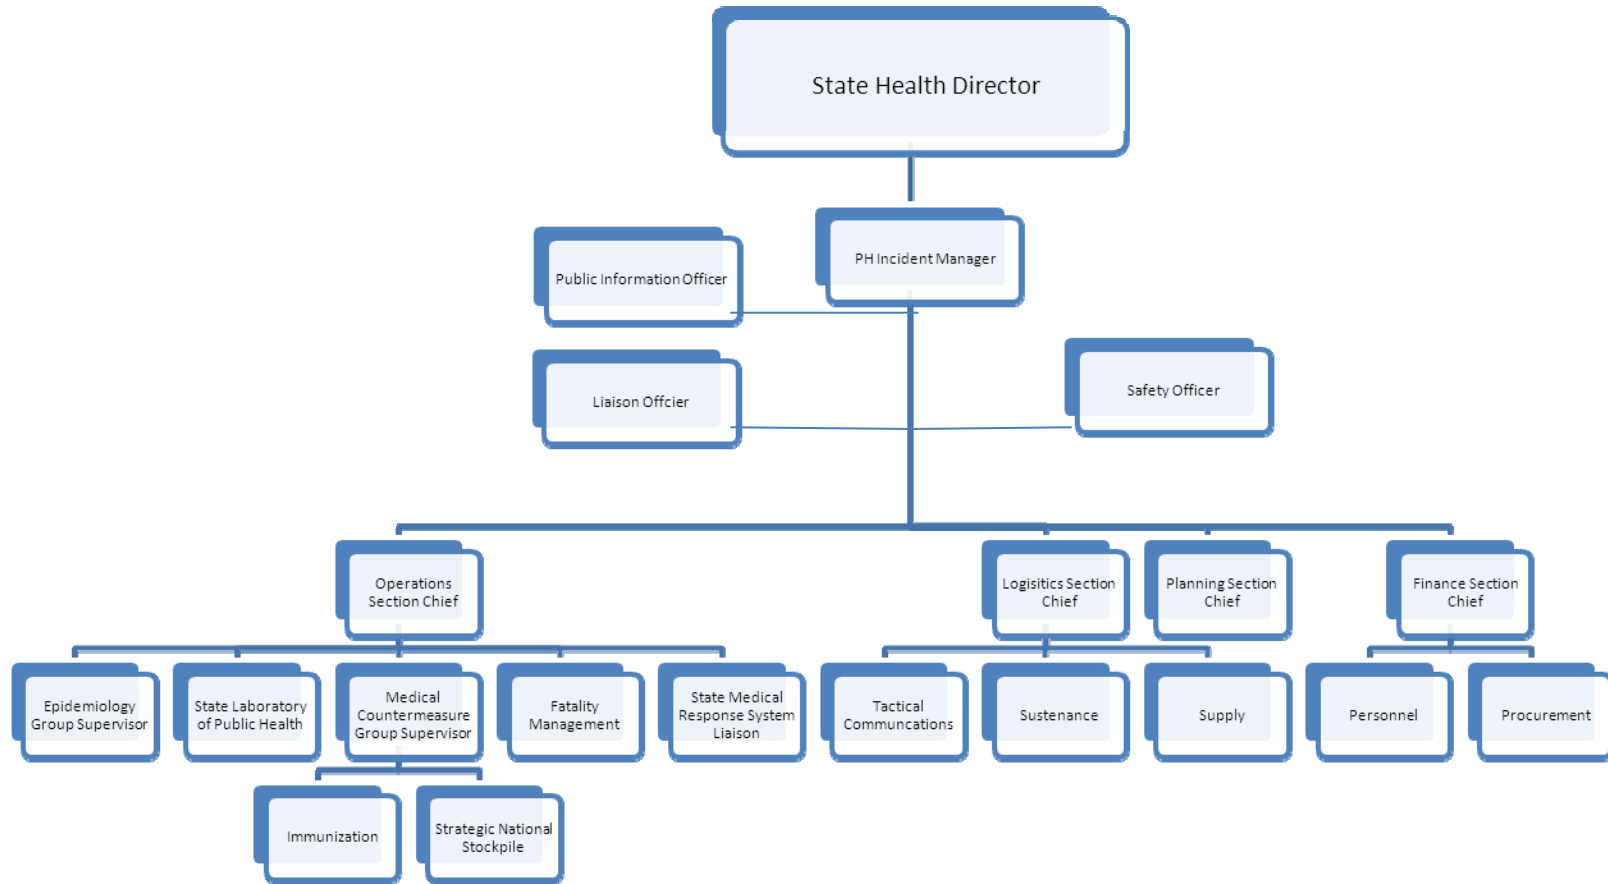 State Health Director
PH Incident Manager
Public Information Officer
Liaison Offcier
Safety Officer
Operations
Section Chief
Logisitics Section
Chief
Planning Section
Chief
Finance Section
Chief
Epidemiology
Group Supervisor
State Laboratory
of Public Health
Medical
Countermeasure
Group Supervisor
Fatality
Management
State Medical
Response System
Liaison
Tactical
Communcations
Sustenance
Supply
Personnel
Procurement
Immunization
Strategic National
Stockpile